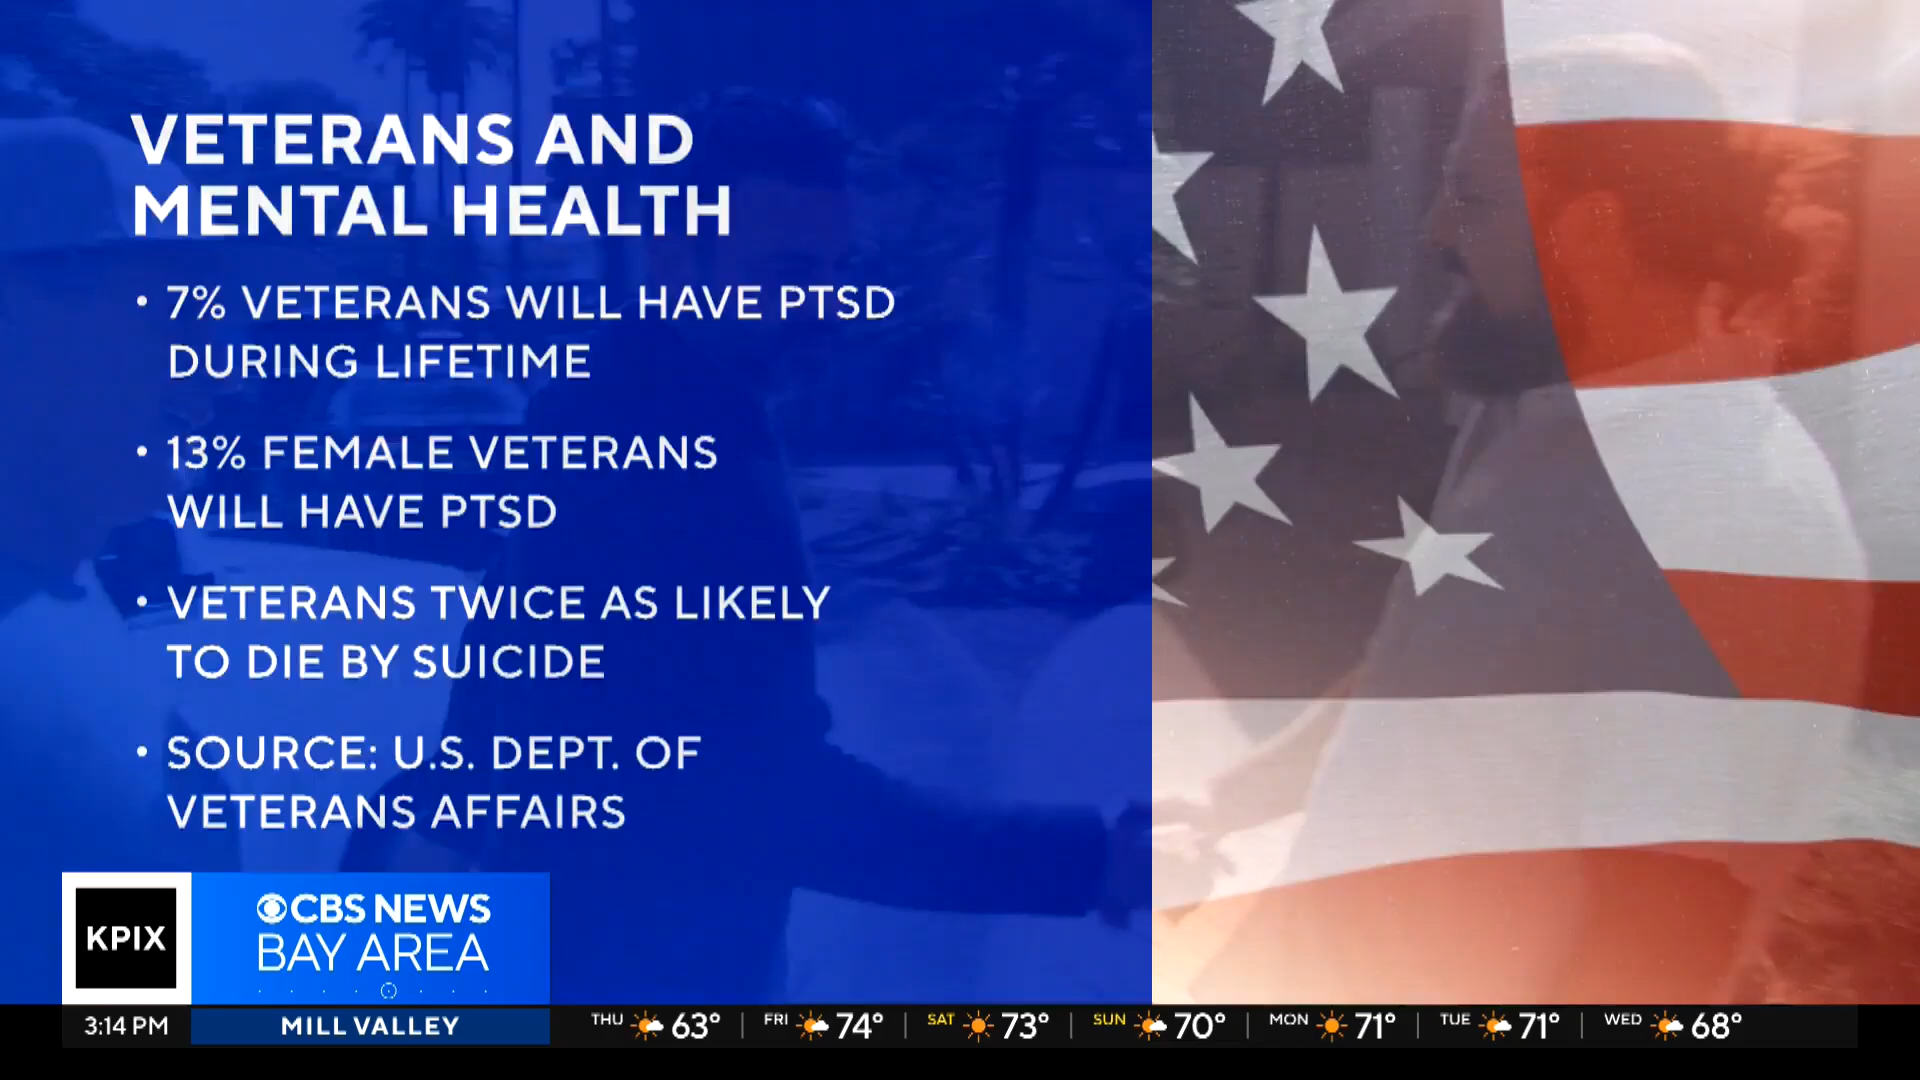 VETERANS AND
MENTAL HEALTH
• 7% VETERANS WILL HAVE PTSD
DURING LIFETIME
• 13% FEMALE VETERANS
WILL HAVE PTSD
• VETERANS TWICE AS LIKELY
TO DIE BY SUICIDE
• SOURCE: U.S. DEPT. OF
VETERANS AFFAIRS
KPIX
CBS NEWS
BAY AREA
3:14 PM
MILL VALLEY
THU 63° | FRI 74° | SAT 73° | SUN 70° | MON 71° | TUE 71° | WED 68°